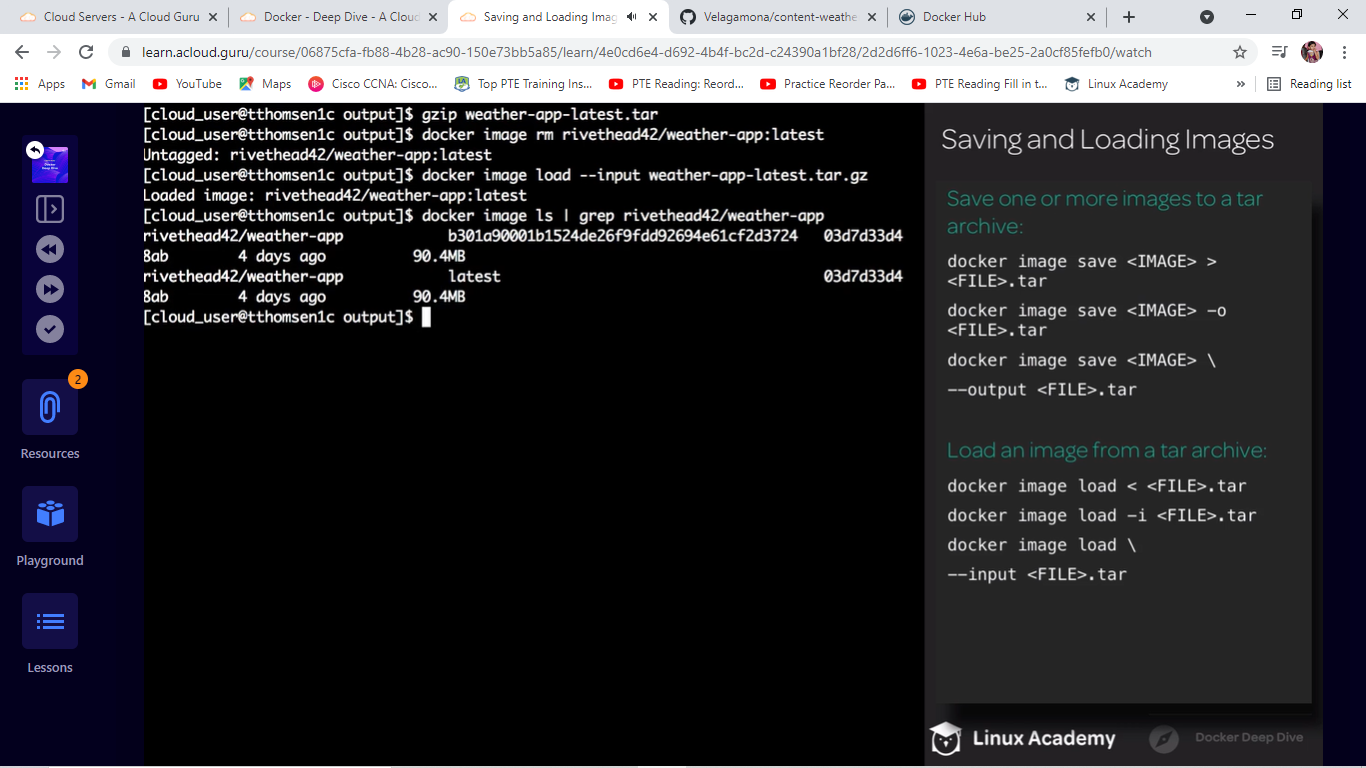 Cloud Servers - A Cloud Guru
Docker - Deep Dive - A Cloud
Saving and Loading Imag
Velagamona/content-weathe
Docker Hub
learn.acloud.guru/course/06875cfa-fb88-4b28-ac90-150e73bb5a85/learn/4e0cd6e4-d692-4b4f-bc2d-c24390a1bf28/2d2d6ff6-1023-4e6a-be25-2a0cf85fefb0/watch
Apps
Gmail
YouTube
Maps
Cisco CCNA: Cisco...
Top PTE Training Ins...
PTE Reading: Reord...
Practice Reorder Pa...
PTE Reading Fill in t...
Linux Academy
»
Reading list
2
Resources
Playground
Lessons
[cloud_user@tthomsen1c output]$ gzip weather-app-latest.tar
[cloud_user@tthomsen1c output]$ docker image rm rivethead42/weather-app:latest
Untagged: rivethead42/weather-app:latest
[cloud_user@tthomsen1c output]$ docker image load --input weather-app-latest.tar.gz
Loaded image: rivethead42/weather-app:latest
[cloud_user@tthomsen1c output]$ docker image ls | grep rivethead42/weather-app
rivethead42/weather-app b301a90001b1524de26f9fdd92694e61cf2d3724 03d7d33d4
8ab 4 days ago 90.4MB
rivethead42/weather-app latest 03d7d33d4
8ab 4 days ago 90.4MB
[cloud_user@tthomsen1c output]$
Saving and Loading Images
Save one or more images to a tar
archive:
docker image save <IMAGE> >
<FILE>.tar
docker image save <IMAGE> -o
<FILE>.tar
docker image save <IMAGE> \
--output <FILE>.tar
Load an image from a tar archive:
docker image load < <FILE>.tar
docker image load -i <FILE>.tar
docker image load \
--input <FILE>.tar
Linux Academy
Docker Deep Dive